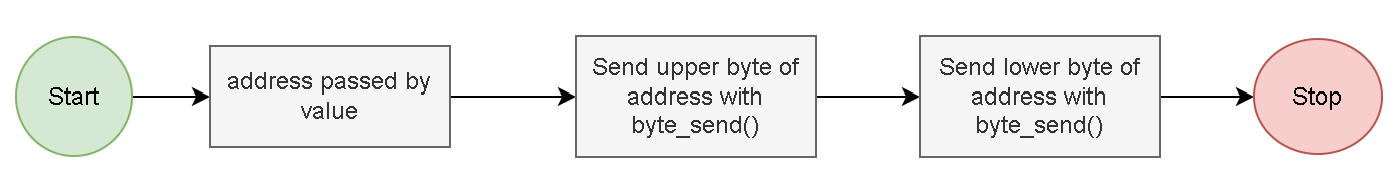 Start
address passed by
value
Send upper byte of
address with
byte_send()
Send lower byte of
address with
byte_send()
Stop